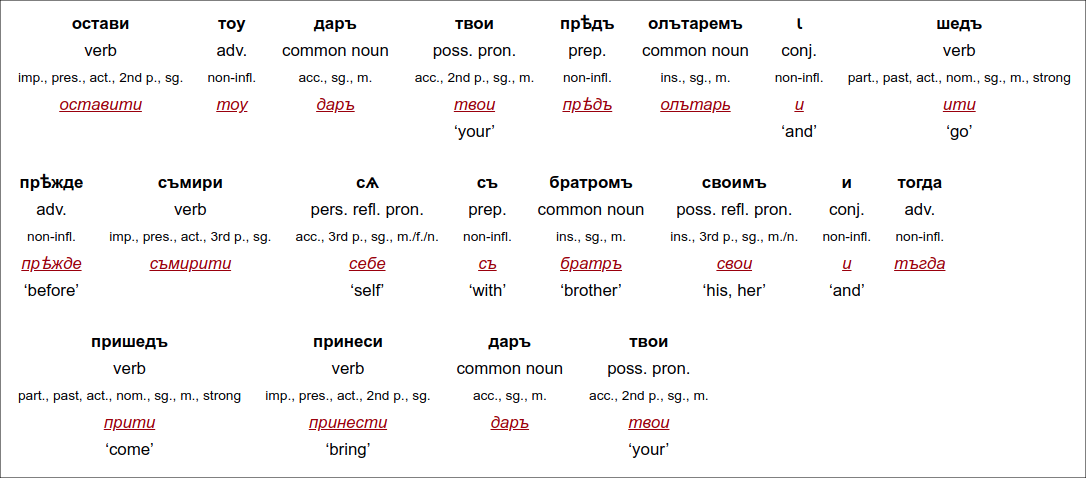 остави тоу даръ твои прѣдъ олътаремъ ꙇ шедъ
verb adv. common noun poss. pron. prep. common noun conj. verb
imp., pres., act., 2nd p., sg. non-infl. acc., sg., m. acc., 2nd p., sg., m. non-infl. ins., sg., m. non-infl. part., past, act., nom., sg., m., strong
оставити тоу даръ твои прѣдъ олътарь и ити
‘your’ ‘and’ ‘go’
прѣжде съмири сѧ съ братромъ своимъ и тогда
adv. verb pers. refl. pron. prep. common noun poss. refl. pron. conj. adv.
non-infl. imp., pres., act., 3rd p., sg. acc., 3rd p., sg., m./f./n. non-infl. ins., sg., m. ins., 3rd p., sg., m./n. non-infl. non-infl.
прѣжде съмирити себе съ братръ свои и тъгда
‘before’ ‘self’ ‘with’ ‘brother’ ‘his, her’ ‘and’
пришедъ принеси даръ твои
verb verb common noun poss. pron.
part., past, act., nom., sg., m., strong imp., pres., act., 2nd p., sg. acc., sg., m. acc., 2nd p., sg., m.
прити принести даръ твои
‘come’ ‘bring’ ‘your’